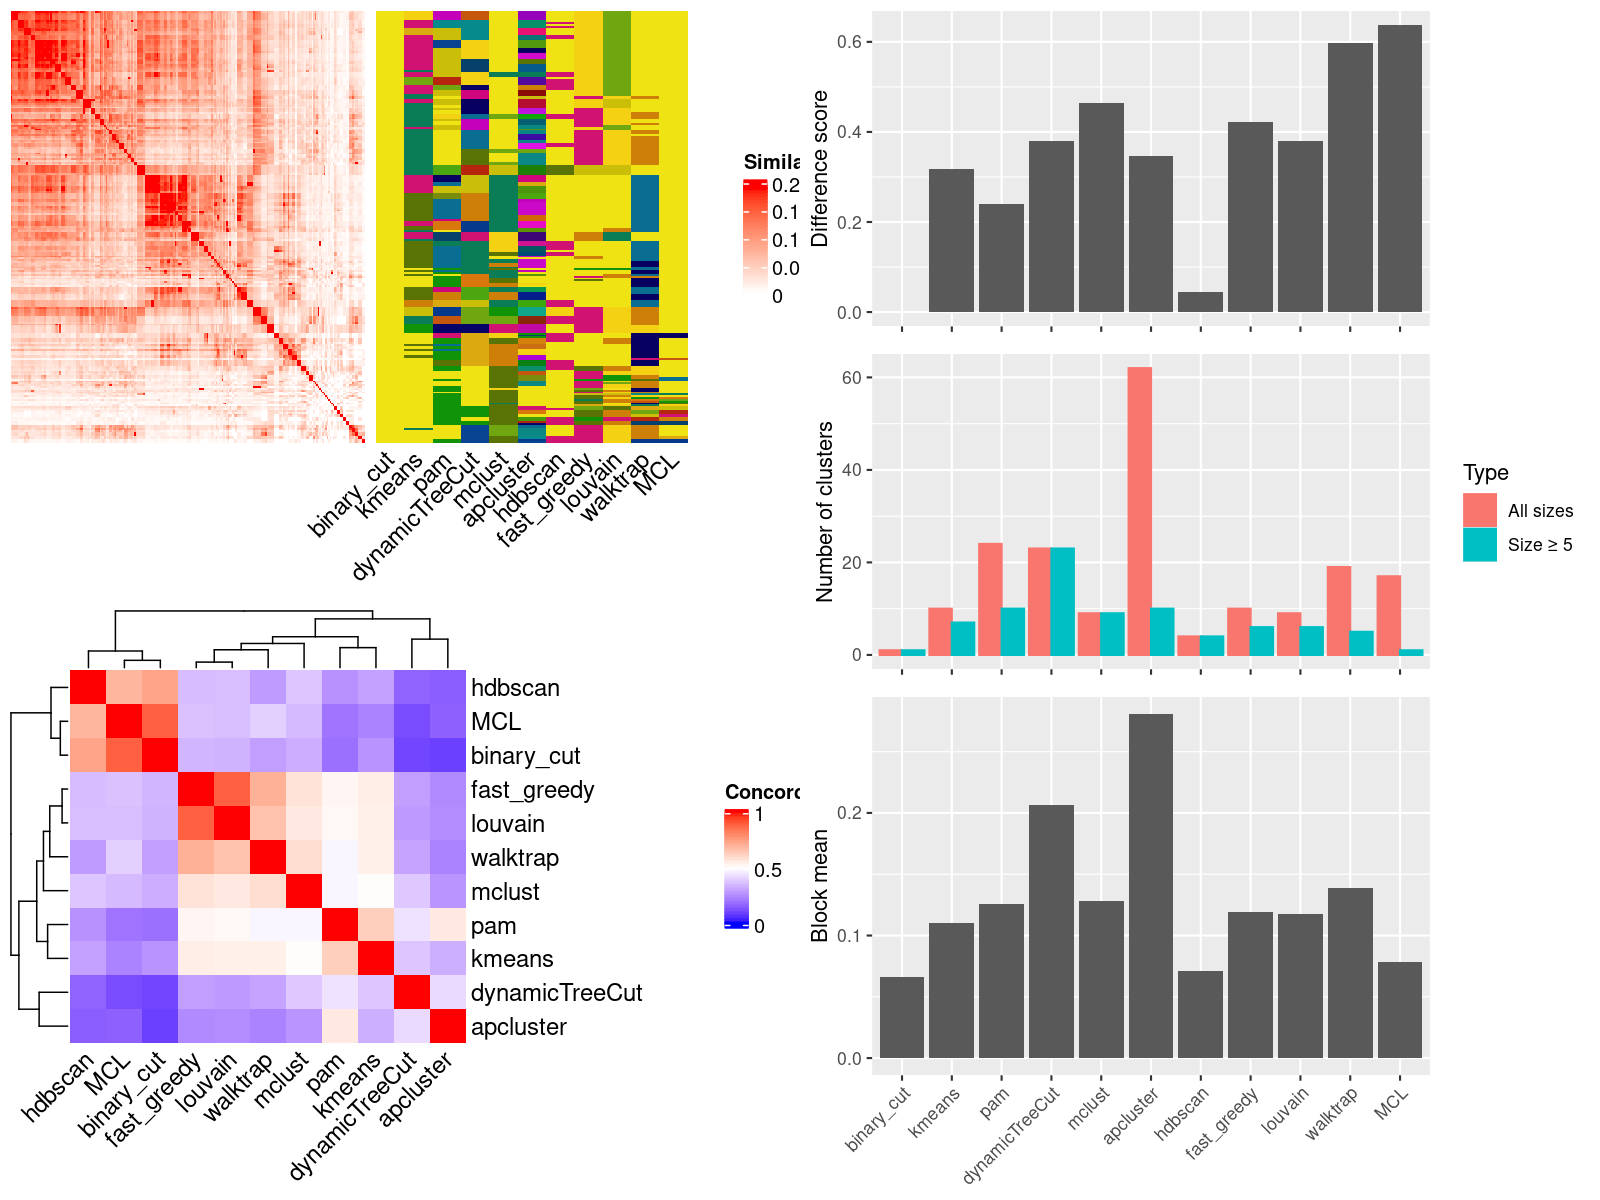 Simila
0.2
0.1
0.1
0.0
0
binary_cut
kmeans
pam
dynamicTreeCut
mclust
apcluster
hdbscan
fast_greedy
louvain
walktrap
MCL
hdbscan
MCL
binary_cut
fast_greedy
louvain
walktrap
mclust
pam
kmeans
dynamicTreeCut
apcluster
Concord
1
0.5
0
hdbscan
MCL
binary_cut
fast_greedy
louvain
walktrap
mclust
pam
kmeans
dynamicTreeCut
apcluster
Difference score
0.6
0.4
0.2
0.0
Number of clusters
60
40
20
0
Type
All sizes
Size ≥ 5
Block mean
0.2
0.1
0.0
binary_cut
kmeans
pam
dynamicTreeCut
mclust
apcluster
hdbscan
fast_greedy
louvain
walktrap
MCL